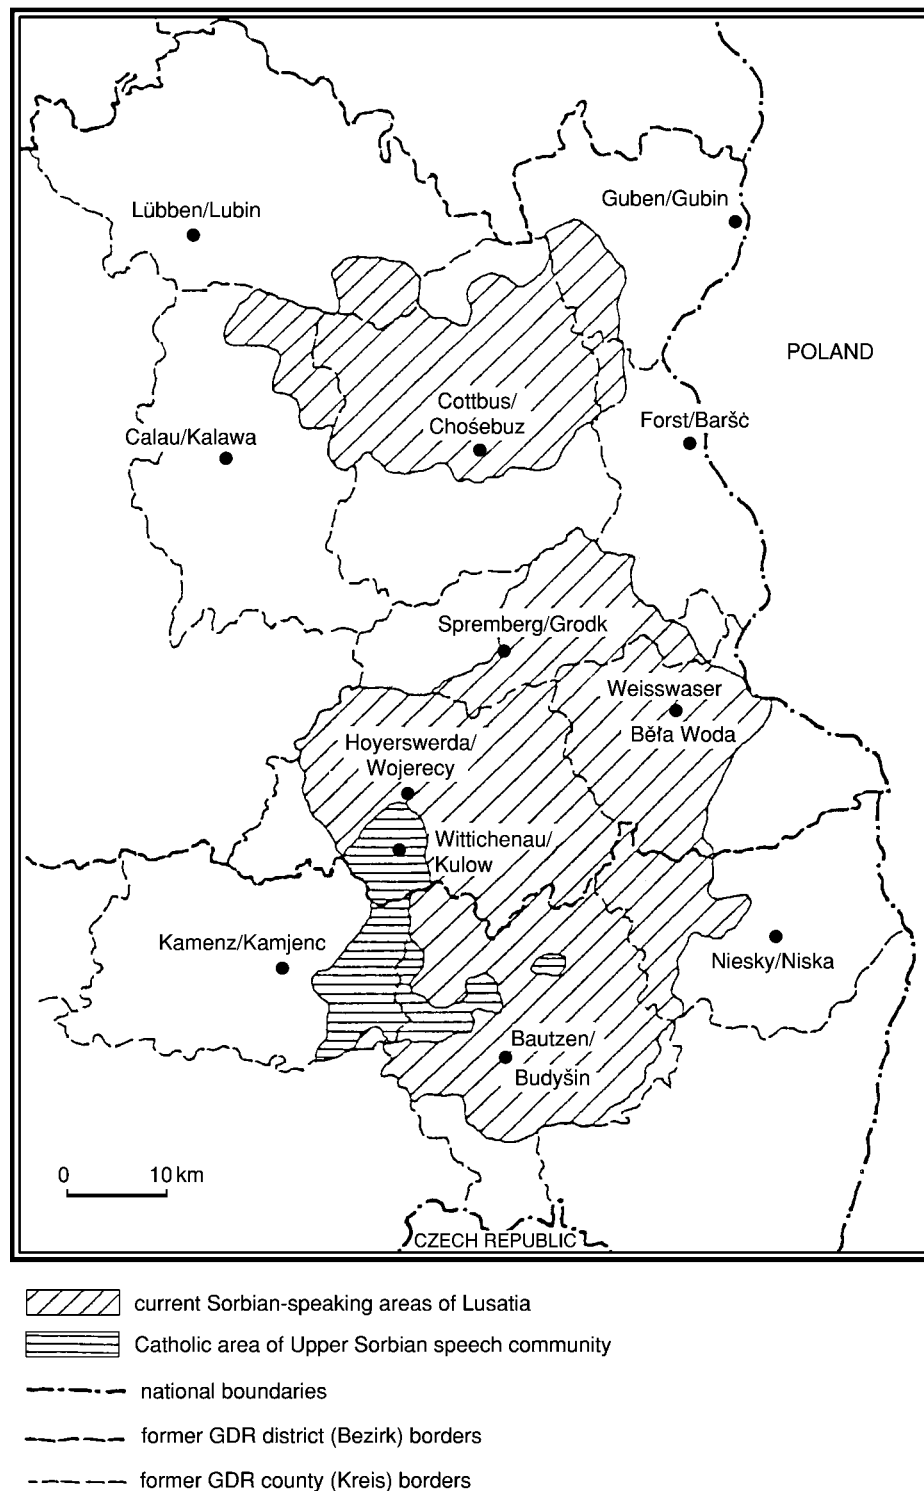 Lübben/Lubin
Guben/Gubin
POLAND
Cottbus/
Chośebuz
Forst/Baršć
Calau/Kalawa
Spremberg/Grodk
Weisswaser
Běła Woda
Hoyerswerda/
Wojerecy
Wittichenau/
Kulow
Kamenz/Kamjenc
Niesky/Niska
Bautzen/
Budyšin
0 10 km
CZECH REPUBLIC
current Sorbian-speaking areas of Lusatia
Catholic area of Upper Sorbian speech community
national boundaries
former GDR district (Bezirk) borders
former GDR county (Kreis) borders